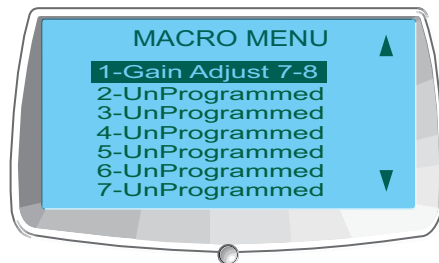 MACRO MENU
1-Gain Adjust 7-8
2-UnProgrammed
3-UnProgrammed
4-UnProgrammed
5-UnProgrammed
6-UnProgrammed
7-UnProgrammed